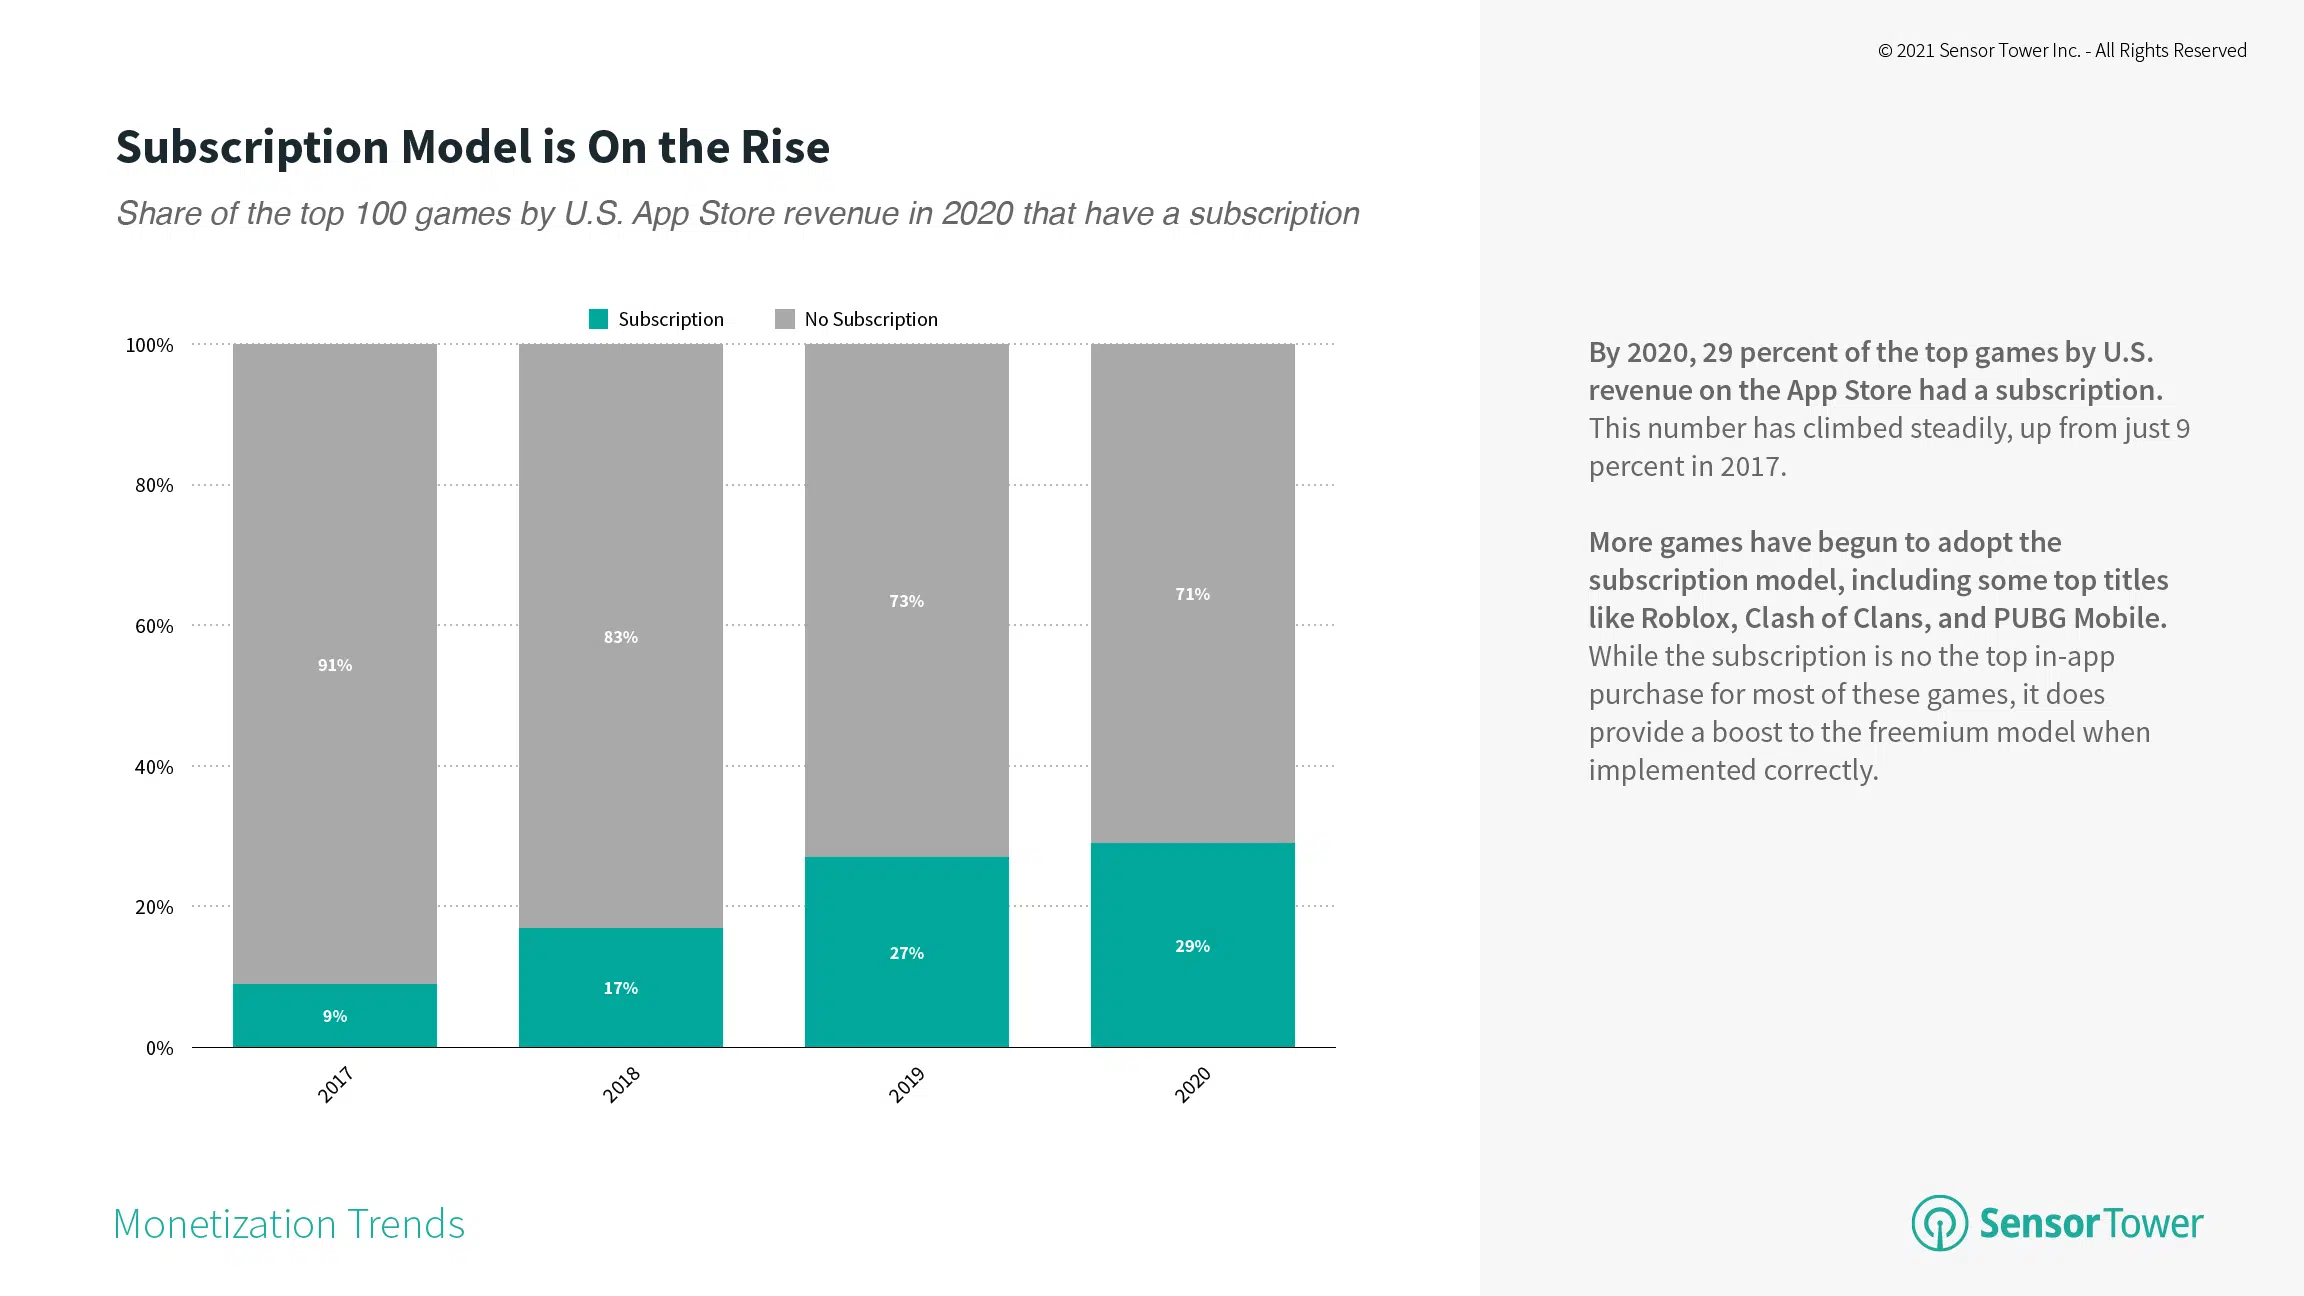 © 2021 Sensor Tower Inc. - All Rights Reserved
Subscription Model is On the Rise
Share of the top 100 games by U.S. App Store revenue in 2020 that have a subscription
Subscription
No Subscription
100%
80%
60%
40%
20%
0%
91%
83%
73%
71%
9%
17%
27%
29%
2017
2018
2019
2020
By 2020, 29 percent of the top games by U.S.
revenue on the App Store had a subscription.
This number has climbed steadily, up from just 9
percent in 2017.
More games have begun to adopt the
subscription model, including some top titles
like Roblox, Clash of Clans, and PUBG Mobile.
While the subscription is no the top in-app
purchase for most of these games, it does
provide a boost to the freemium model when
implemented correctly.
Monetization Trends
SensorTower